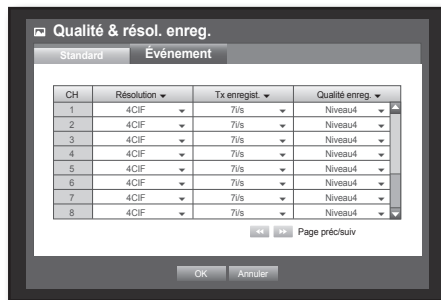 Qualité & résol. enreg.
Standard Événement
CH Résolution Tx enregist. Qualité enreg.
1 4CIF 7i/s Niveau4
2 4CIF 7i/s Niveau4
3 4CIF 7i/s Niveau4
4 4CIF 7i/s Niveau4
5 4CIF 7i/s Niveau4
6 4CIF 7i/s Niveau4
7 4CIF 7i/s Niveau4
8 4CIF 7i/s Niveau4
Page préc/suiv
OK Annuler